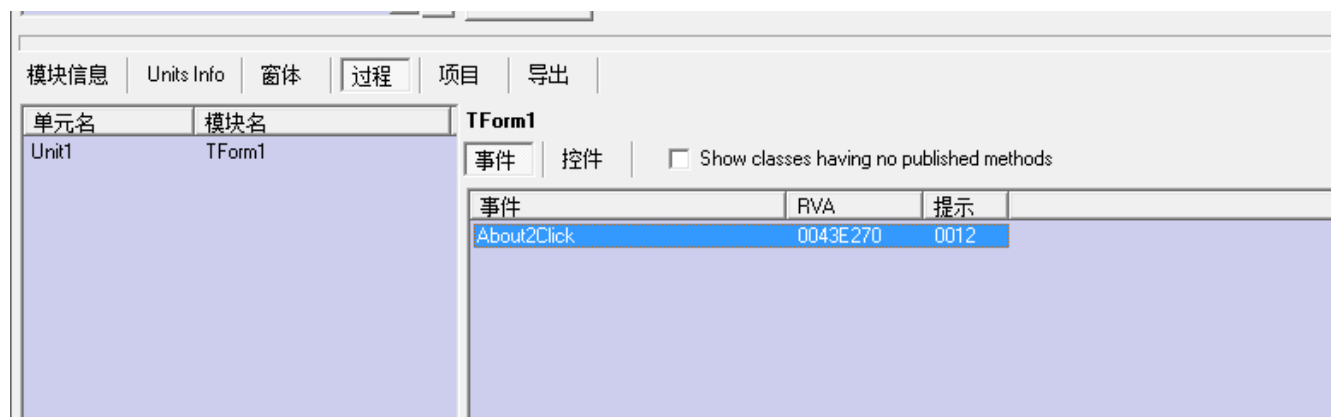 模块信息 Units Info 窗体 过程 项目 导出
单元名 模块名
Unit1 TForm1
TForm1
事件 控件 Show classes having no published methods
事件 RVA 提示
About2Click 0043E270 0012